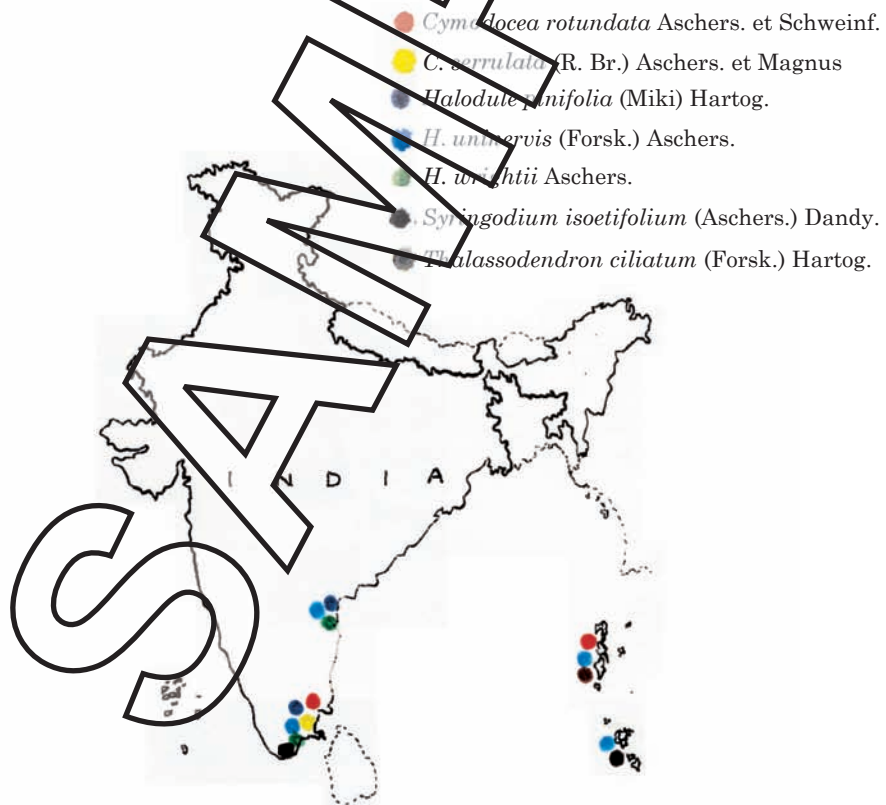 Cymodocea rotundata Aschers. et Schweinf.
C. serrulata (R. Br.) Aschers. et Magnus
Halodule pinifolia (Miki) Hartog.
H. uninervis (Forsk.) Aschers.
H. wrightii Aschers.
Syringodium isoetifolium (Aschers.) Dandy.
Thalassodendron ciliatum (Forsk.) Hartog.
INDIA
SAM